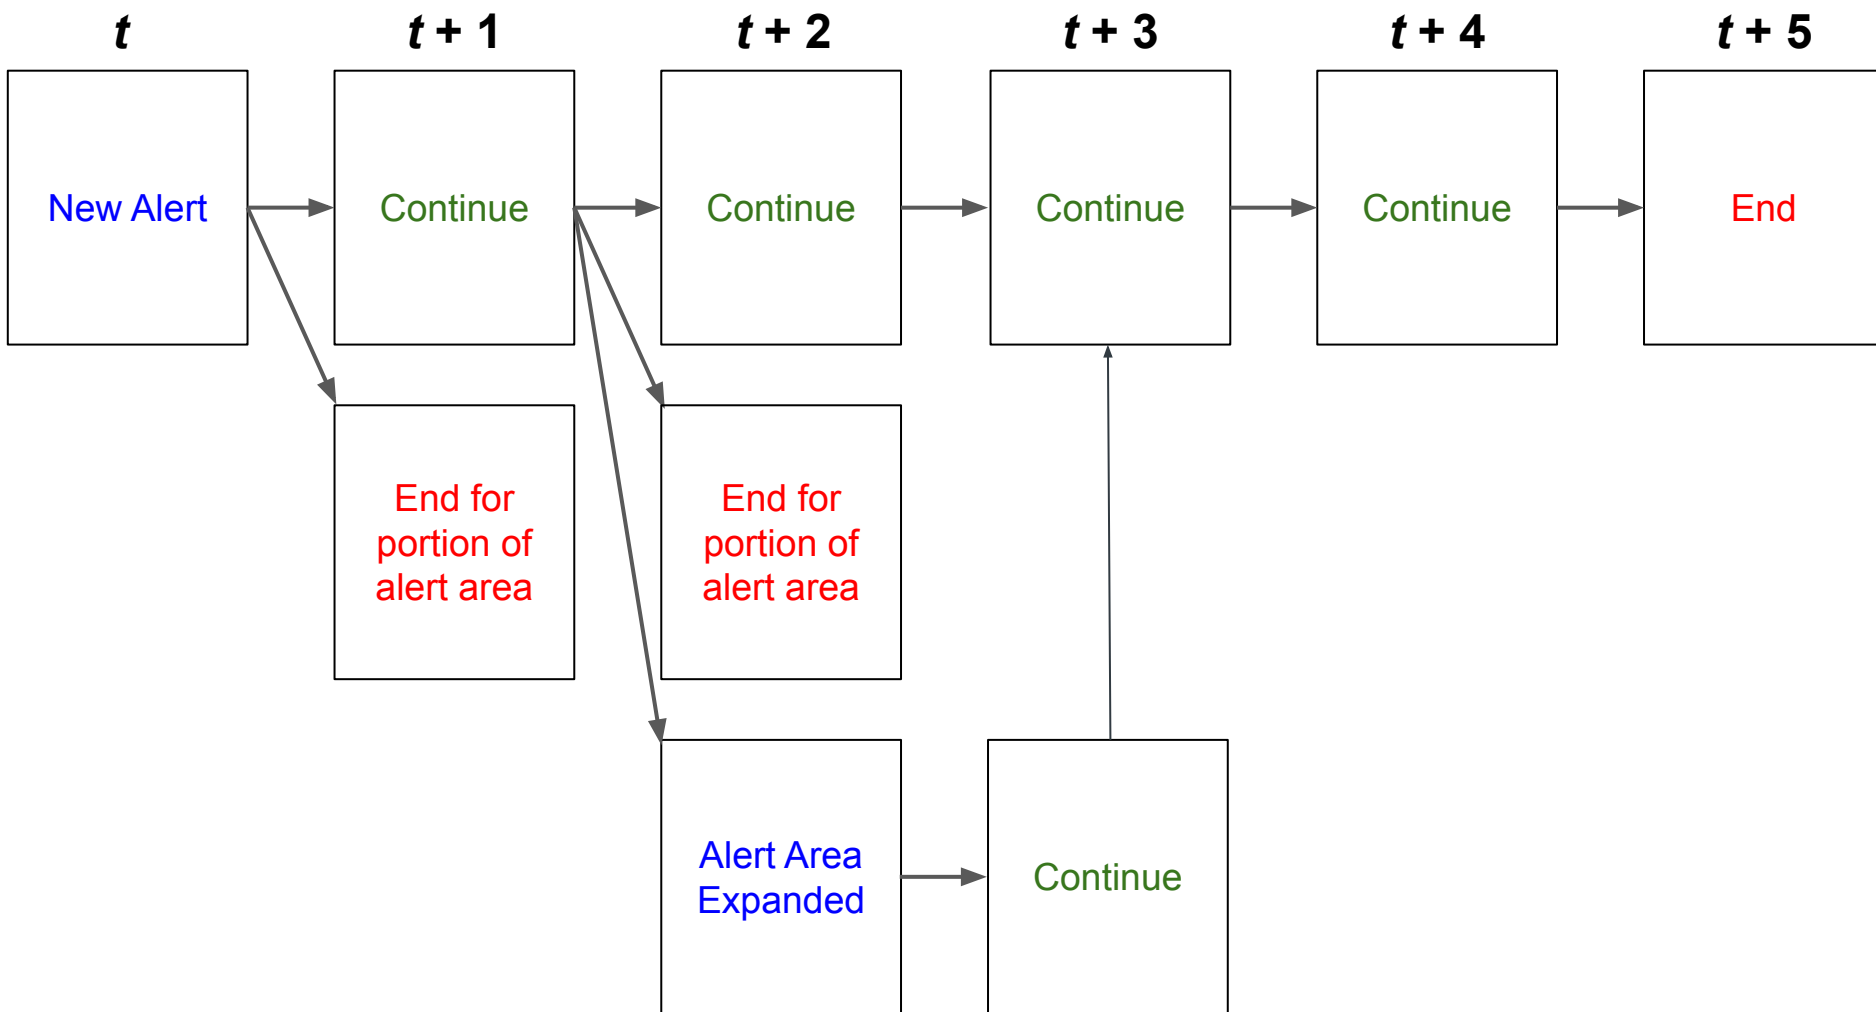 t
t + 1
t + 2
t + 3
t + 4
t + 5
New Alert
Continue
Continue
Continue
Continue
End
End for
portion of
alert area
End for
portion of
alert area
Alert Area
Expanded
Continue